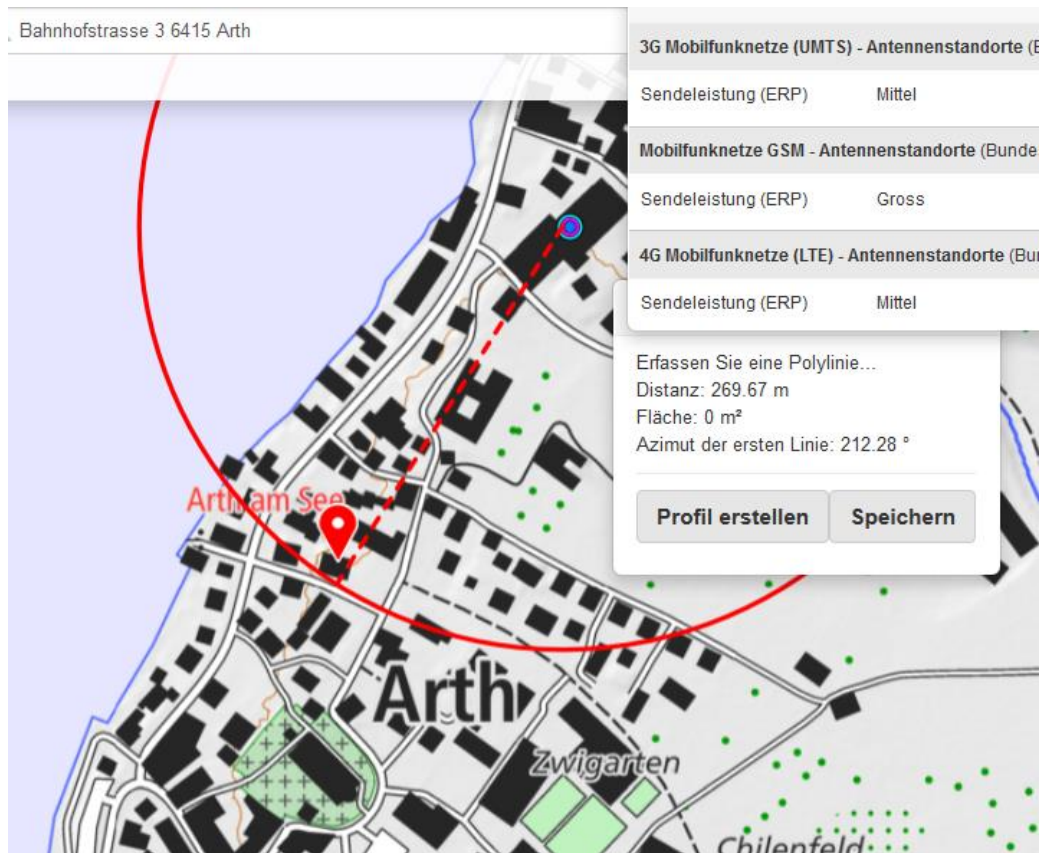 Bahnhofstrasse 3 6415 Arth
3G Mobilfunknetze (UMTS) - Antennenstandorte
Sendeleistung (ERP) Mittel
Mobilfunknetze GSM - Antennenstandorte
Sendeleistung (ERP) Gross
4G Mobilfunknetze (LTE) - Antennenstandorte
Sendeleistung (ERP) Mittel
Erfassen Sie eine Polylinie...
Distanz: 269.67 m
Fläche: 0 m²
Azimut der ersten Linie: 212.28 °
Profil erstellen Speichern
Arth am See
Arth
Zwigarten
Chilenfeld